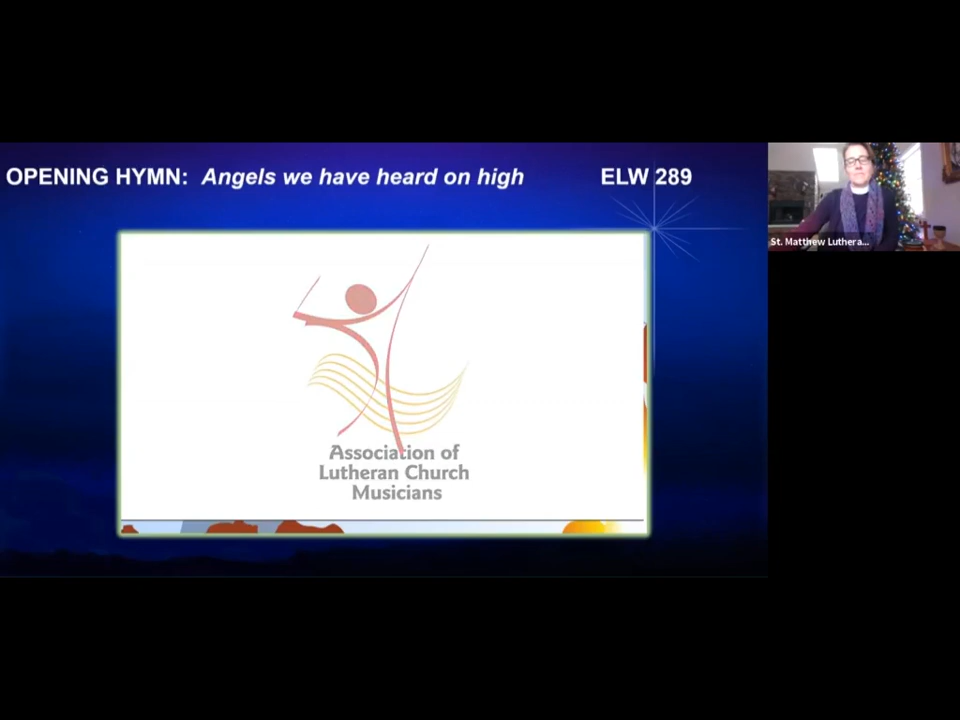 OPENING HYMN: Angels we have heard on high ELW 289
St. Matthew Luthera...
Association of
Lutheran Church
Musicians